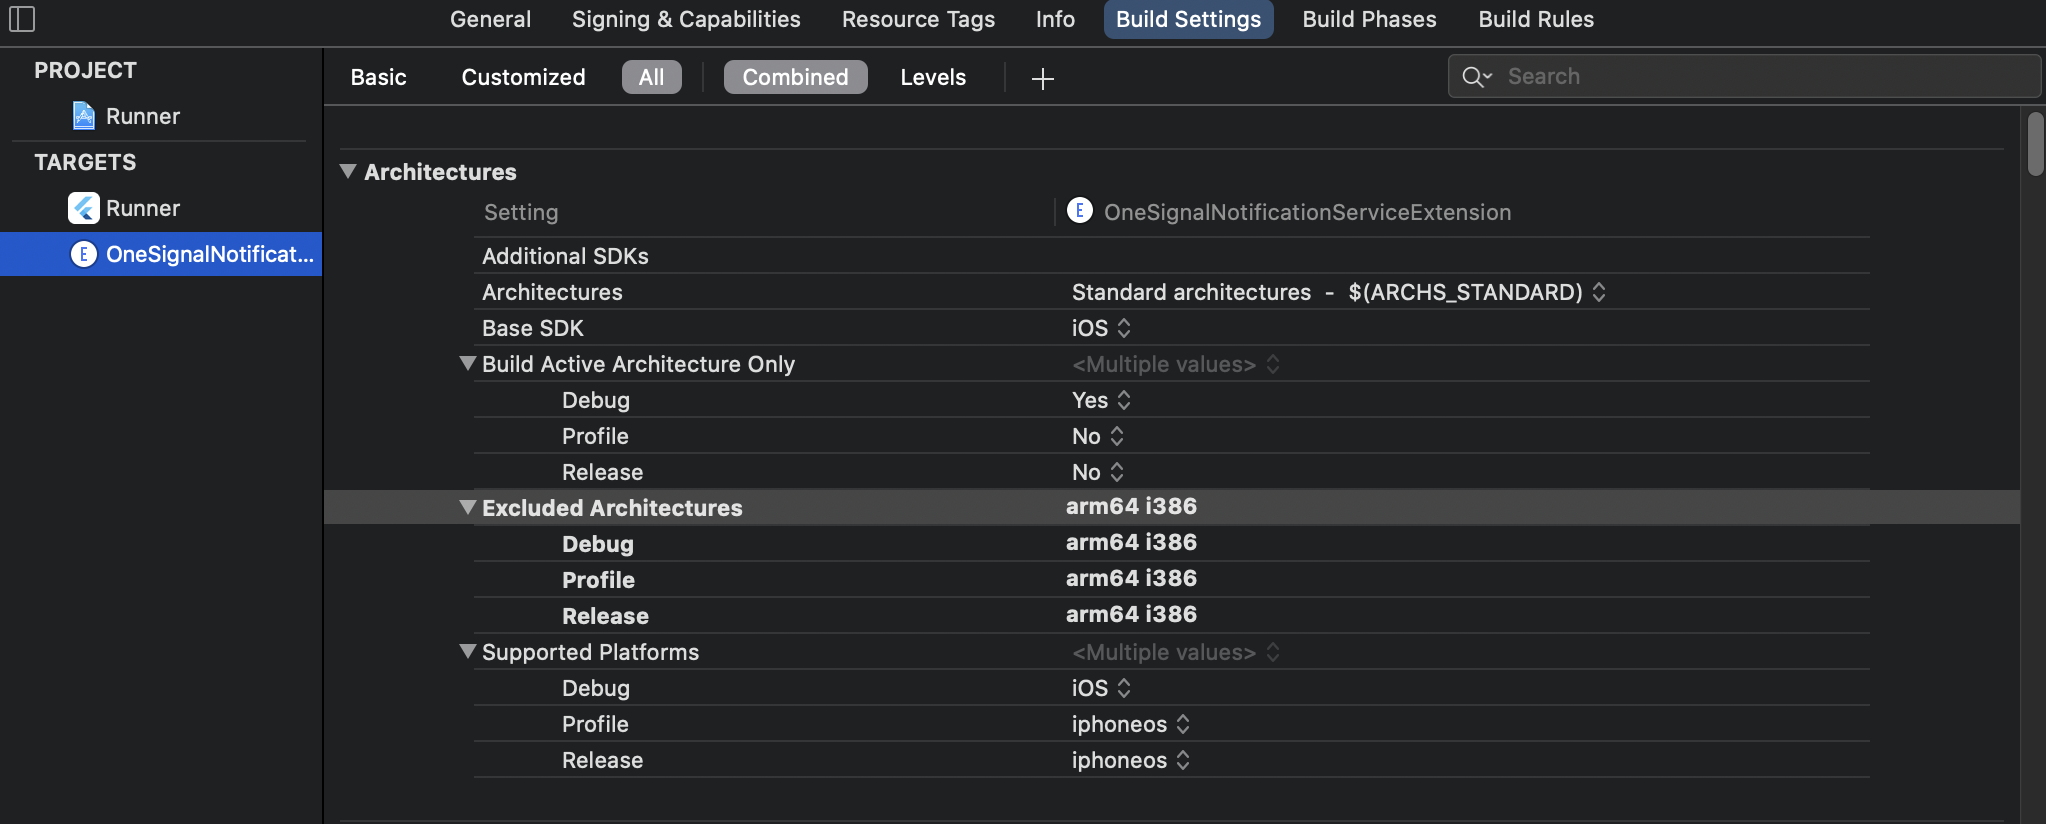 General Signing & Capabilities Resource Tags Info Build Settings Build Phases Build Rules
PROJECT
Runner
TARGETS
Runner
E OneSignalNotificat...
Basic Customized All Combined Levels + Search
Architectures
Setting E OneSignalNotificationServiceExtension
Additional SDKs
Architectures Standard architectures - $(ARCHS_STANDARD)
Base SDK iOS
Build Active Architecture Only <Multiple values>
Debug Yes
Profile No
Release No
Excluded Architectures arm64 i386
Debug arm64 i386
Profile arm64 i386
Release arm64 i386
Supported Platforms <Multiple values>
Debug iOS
Profile iphoneos
Release iphoneos